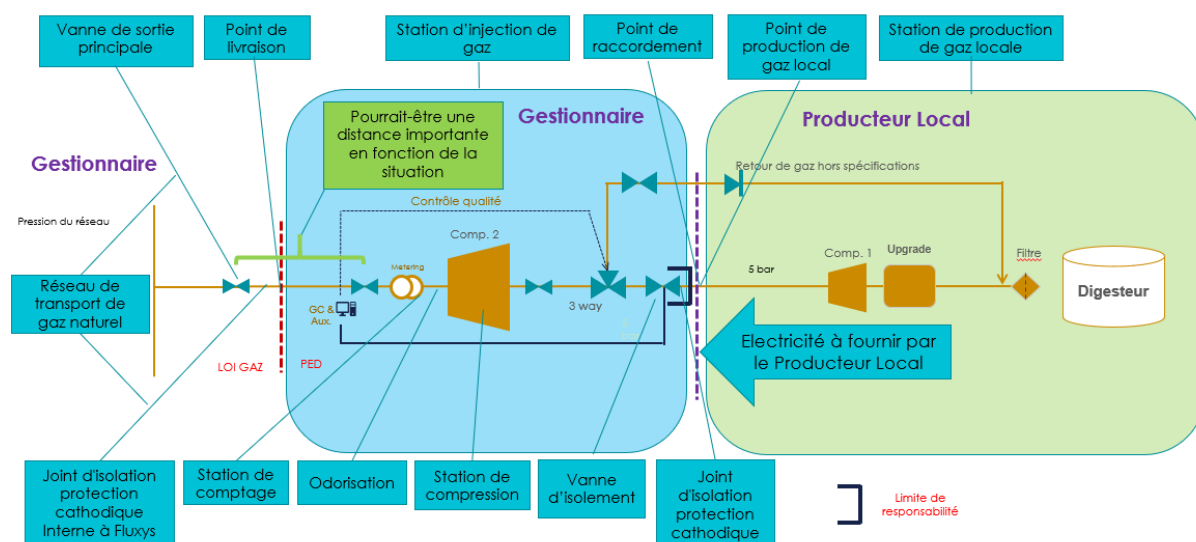 Vanne de sortie
principale
Point de
livraison
Station d'injection de
gaz
Point de
raccordement
Point de
production de
gaz local
Station de production
de gaz locale
Gestionnaire
Pourrait-être une
distance importante
en fonction de la
situation
Gestionnaire
Producteur Local
Retour de gaz hors spécifications
Pression du réseau
Contrôle qualité
Comp. 2
Metering
Comp. 1
Upgrade
Filtre
5 bar
Réseau de
transport de
gaz naturel
GC &
Aux.
3 way
Digesteur
LOI GAZ
PED
Electricité à fournir par
le Producteur Local
Joint d'isolation
protection
cathodique
Interne à Fluxys
Station de
comptage
Odorisation
Station de
compression
Vanne
d'isolement
Joint
d'isolation
protection
cathodique
Limite de
responsabilité